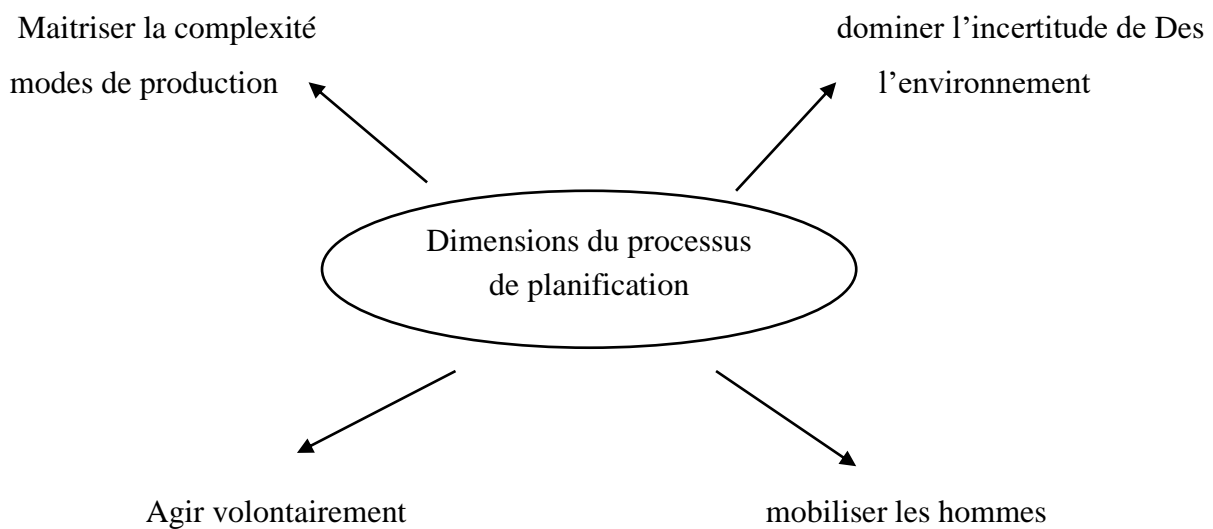 Maitriser la complexité
dominer l’incertitude de Des
modes de production
l’environnement
Dimensions du processus
de planification
Agir volontairement
mobiliser les hommes